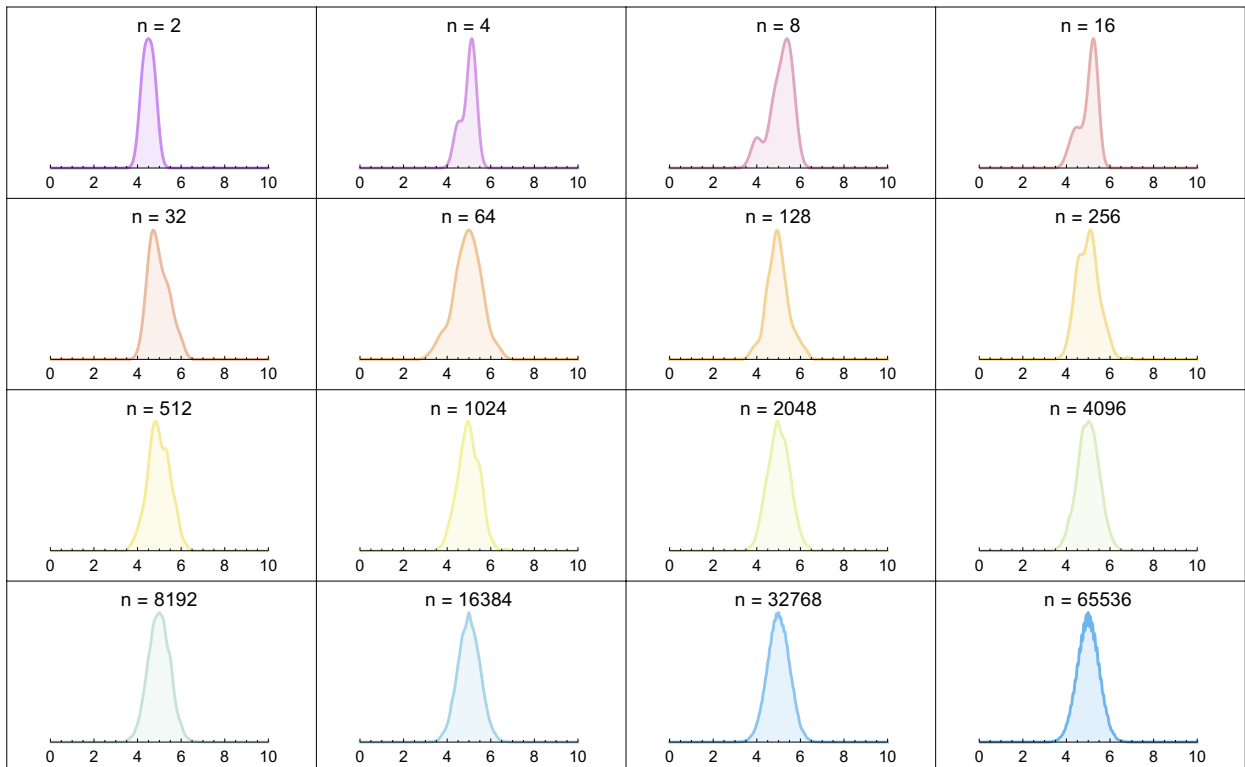 n = 2
0 2 4 6 8 10
n = 4
0 2 4 6 8 10
n = 8
0 2 4 6 8 10
n = 16
0 2 4 6 8 10
n = 32
0 2 4 6 8 10
n = 64
0 2 4 6 8 10
n = 128
0 2 4 6 8 10
n = 256
0 2 4 6 8 10
n = 512
0 2 4 6 8 10
n = 1024
0 2 4 6 8 10
n = 2048
0 2 4 6 8 10
n = 4096
0 2 4 6 8 10
n = 8192
0 2 4 6 8 10
n = 16384
0 2 4 6 8 10
n = 32768
0 2 4 6 8 10
n = 65536
0 2 4 6 8 10